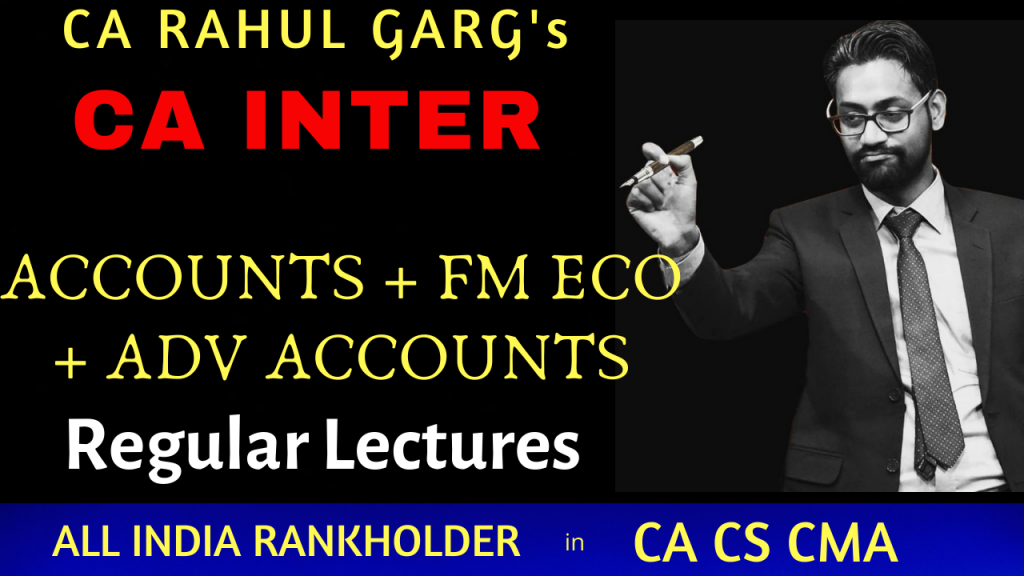 CA RAHUL GARG's
CA INTER
ACCOUNTS + FM ECO
+ ADV ACCOUNTS
Regular Lectures
ALL INDIA RANKHOLDER in CA CS CMA